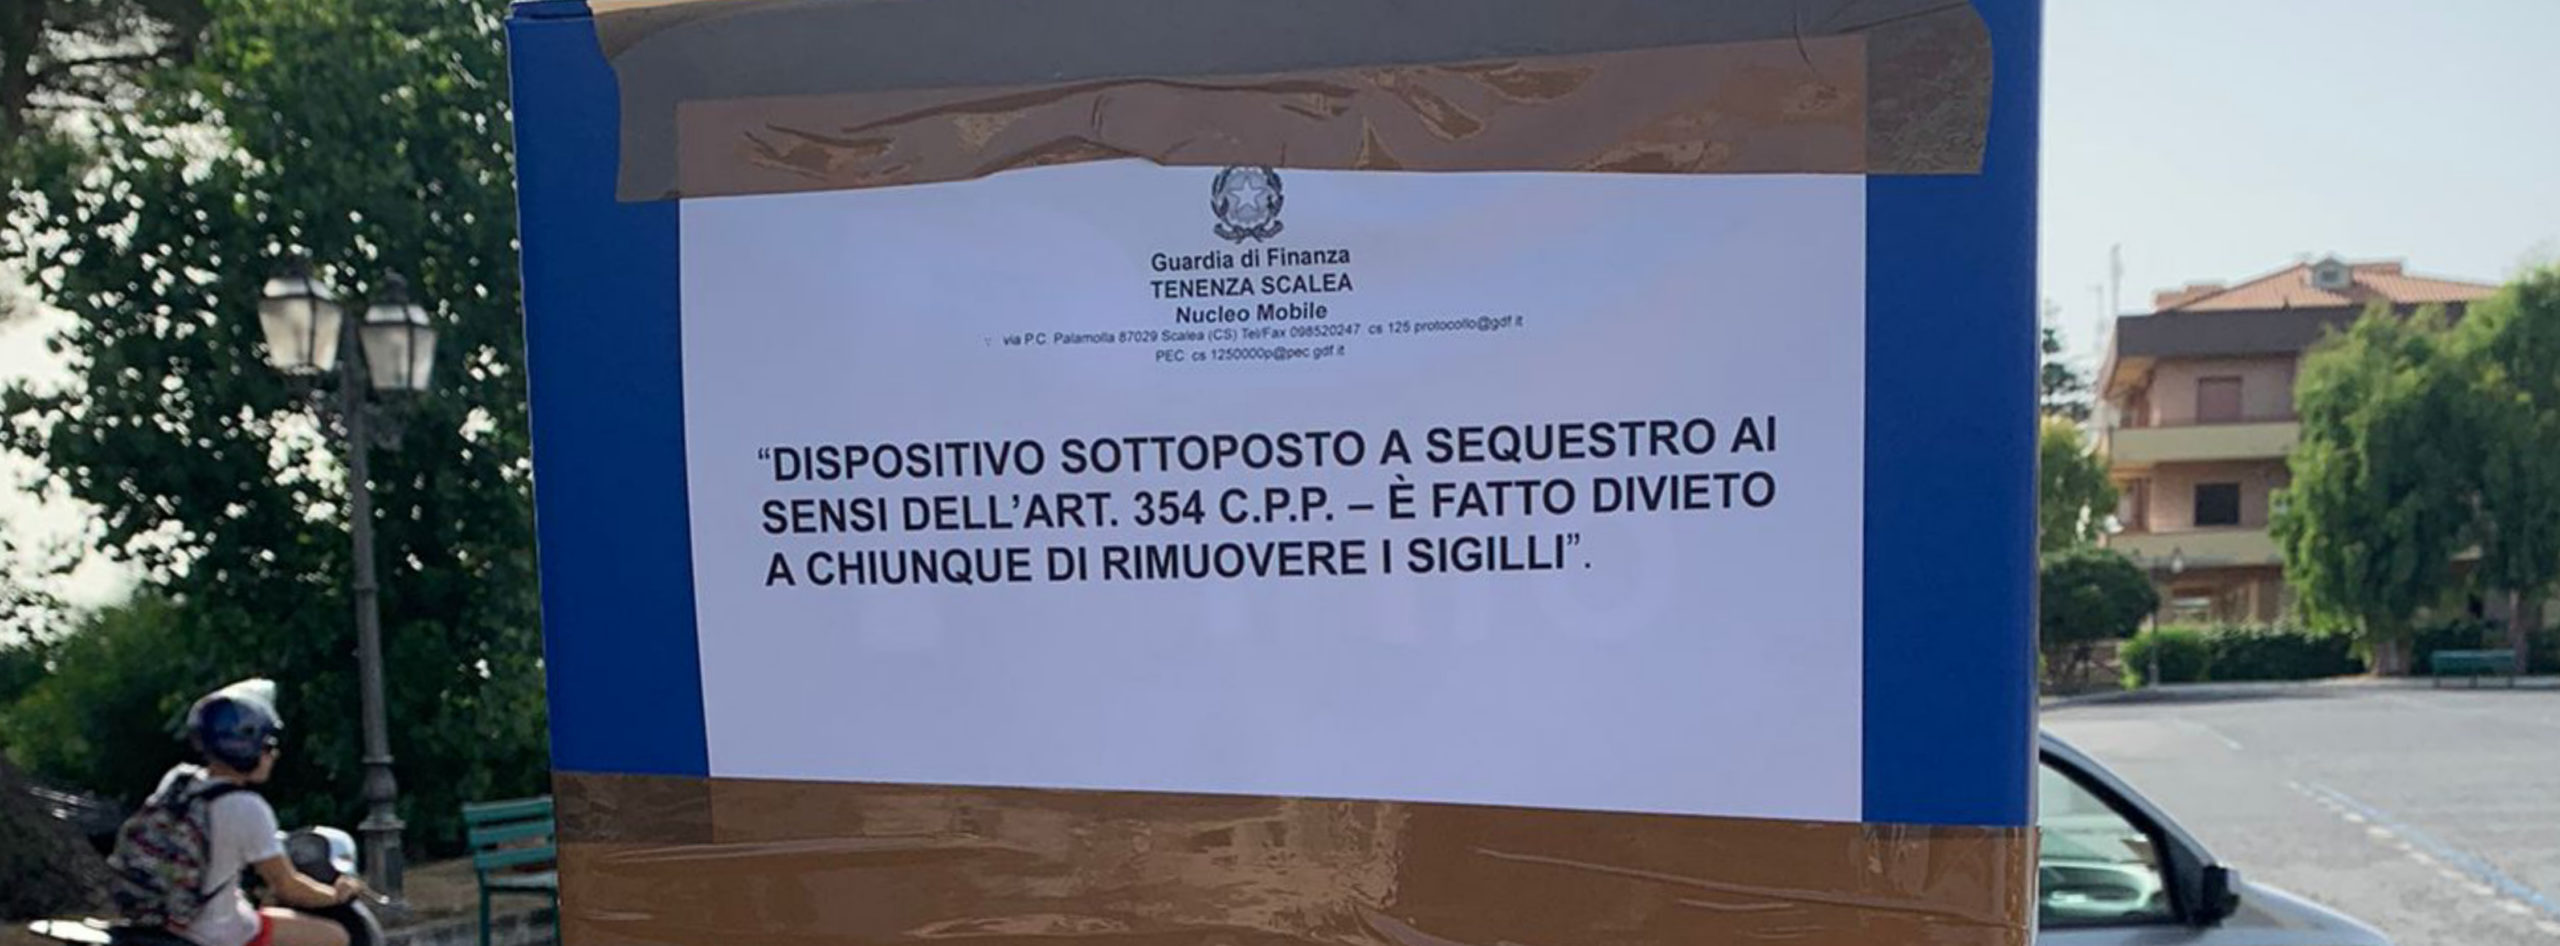 Guardia di Finanza
TENENZA SCALEA
Nucleo Mobile
via P.C. Palamolla 87029 Scalea (CS) Tel/Fax 098520247 cs 125 protocollo@gdf it
PEC cs 1250000p@pec gdf it
“DISPOSITIVO SOTTOPOSTO A SEQUESTRO AI
SENSI DELL’ART. 354 C.P.P. – È FATTO DIVIETO
A CHIUNQUE DI RIMUOVERE I SIGILLI”.